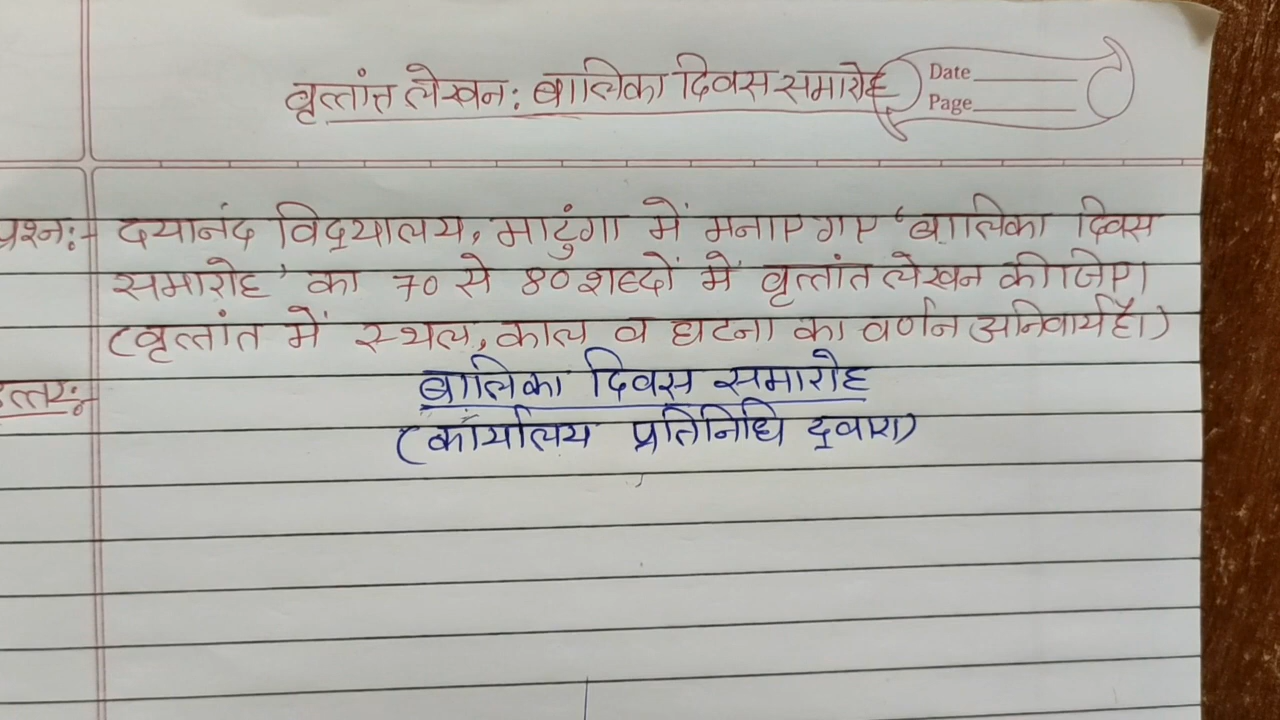 वृत्तांत लेखन: बालिका दिवस समारोह
Date
Page
प्रश्न:- दयानंद विद्यालय, माटुंगा में मनाए गए 'बालिका दिवस
समारोह' का 70 से 80 शब्दों में वृत्तांत लेखन कीजिए।
(वृत्तांत में स्थल, काल व घटना का वर्णन अनिवार्य है।)
उत्तर:- बालिका दिवस समारोह
(कार्यालय प्रतिनिधि द्वारा)